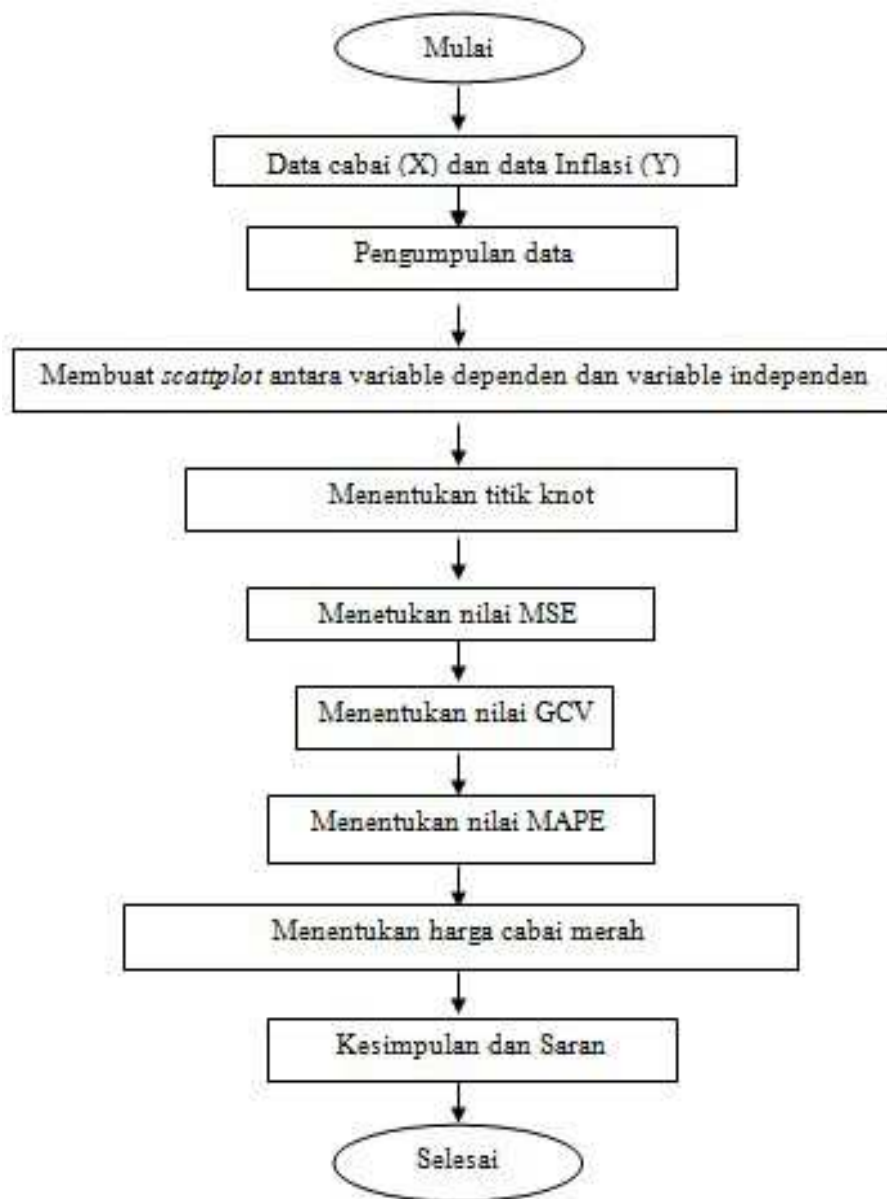 Mulai
Data cabai (X) dan data Inflasi (Y)
Pengumpulan data
Membuat scattplot antara variable dependen dan variable independen
Menentukan titik knot
Menetukan nilai MSE
Menentukan nilai GCV
Menentukan nilai MAPE
Menentukan harga cabai merah
Kesimpulan dan Saran
Selesai